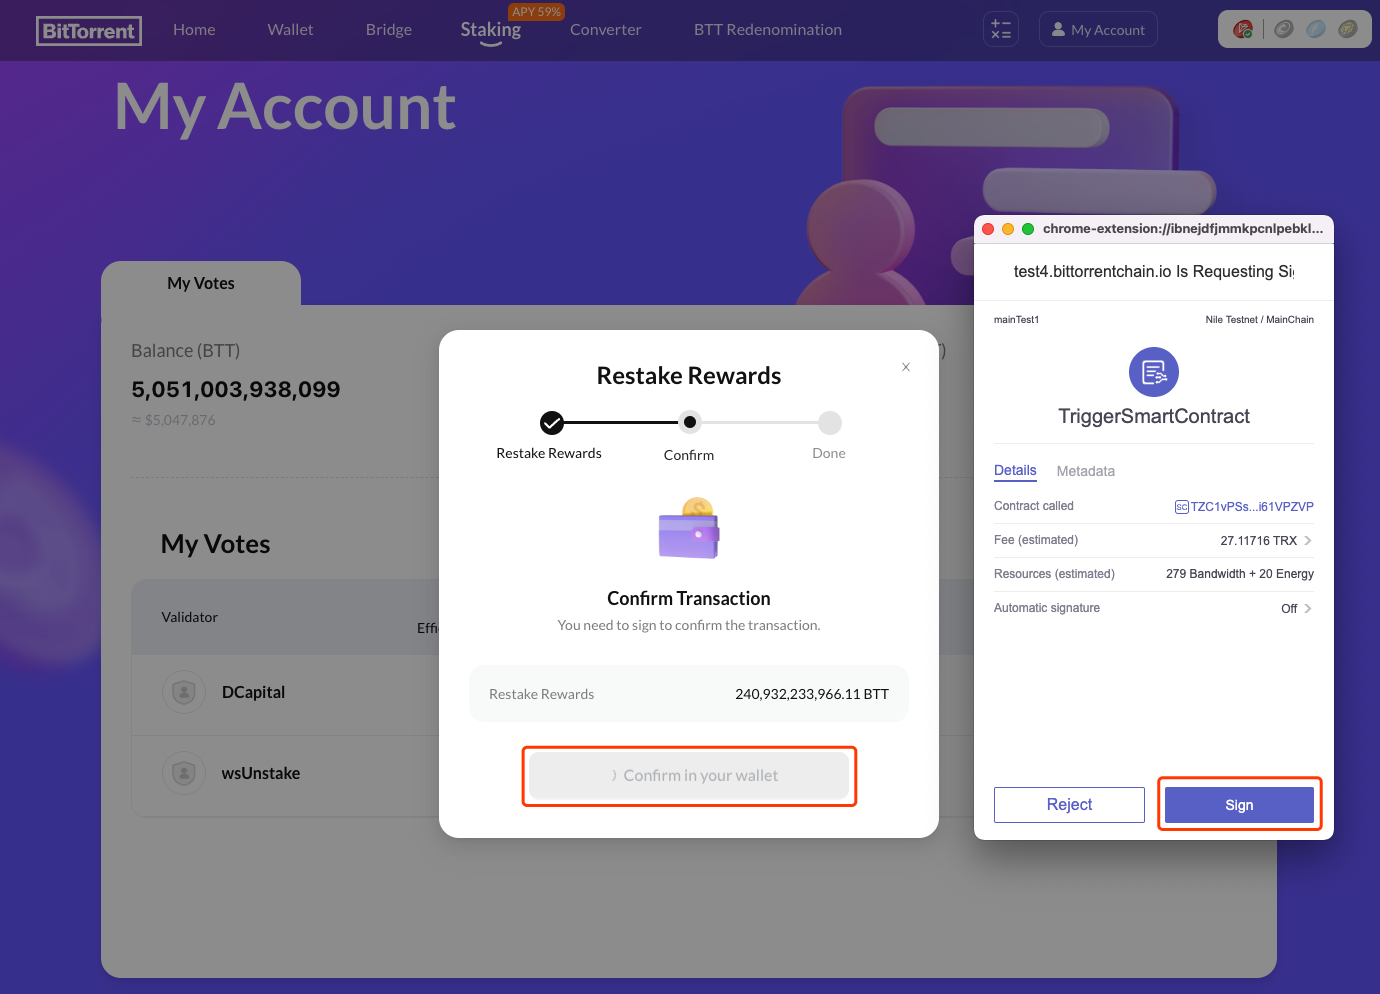 BitTorrent
Home
Wallet
Bridge
Staking
APY 59%
Converter
BTT Redenomination
My Account
My Account
My Votes
Balance (BTT)
5,051,003,938,099
≈ $5,047,876
)
My Votes
Validator
Effi
DCapital
wsUnstake
Restake Rewards
x
Restake Rewards
Confirm
Done
Confirm Transaction
You need to sign to confirm the transaction.
Restake Rewards
240,932,233,966.11 BTT
Confirm in your wallet
chrome-extension://ibnejdfjmmkpcnlpebkl...
test4.bittorrentchain.io Is Requesting Si
mainTest1
Nile Testnet / MainChain
TriggerSmartContract
Details
Metadata
Contract called
SC TZC1vPSs...i61VPZVP
Fee (estimated)
27.11716 TRX
Resources (estimated)
279 Bandwidth + 20 Energy
Automatic signature
Off
Reject
Sign